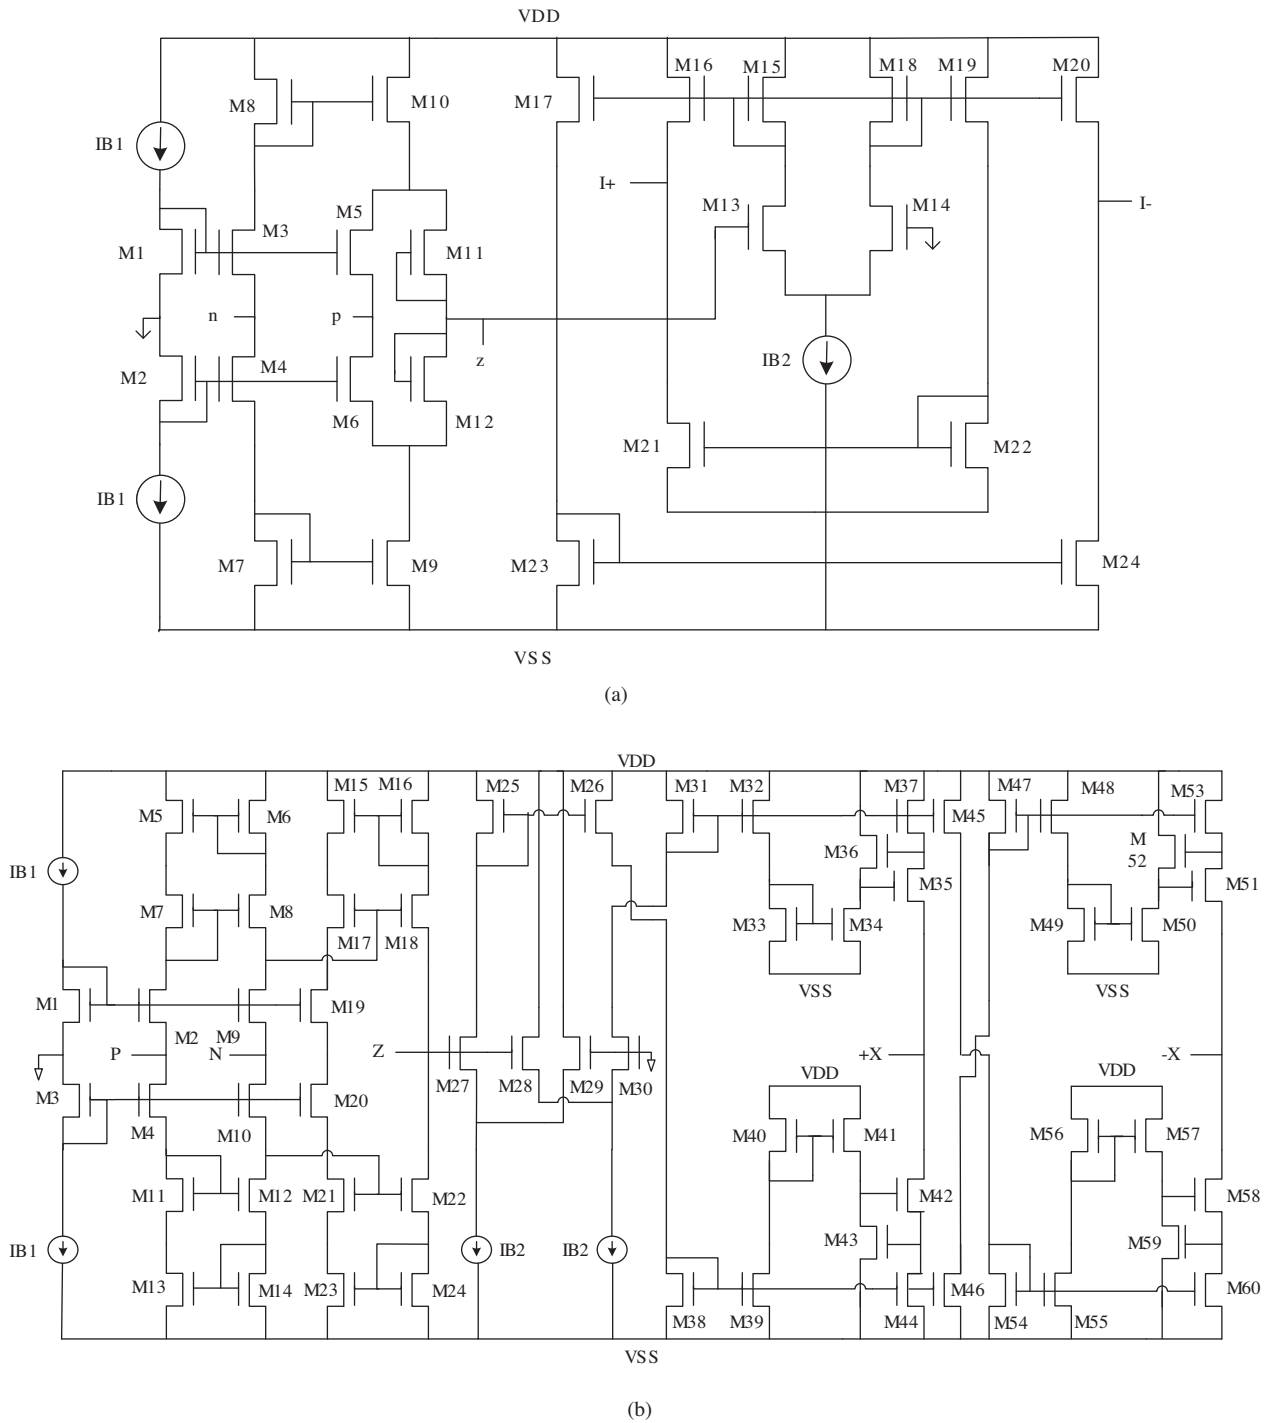 VDD
M16 M15 M18 M19 M20
M8 M10 M17
IB1
I+
M5 M13 M14 I-
M1 M3 M11
n p
z
IB2
M2 M4
M6 M12
M21 M22
IB1
M7 M9 M23 M24
VSS
(a)
VDD
M15 M16 M25 M26 M31 M32 M37 M47 M48 M53
M5 M6 M45
M36 M
52
IB1
M35 M51
M7 M8
M17 M18 M33 M34 M49 M50
VSS VSS
M1 M19
M2 M9
P N Z +X -X
M27 M28 M29 M30
VDD VDD
M3 M20
M4 M10
M40 M41 M56 M57
M11 M12 M21 M22 M42 M58
M43 M59
IB1 IB2 IB2
M13 M14 M23 M24 M46 M60
M38 M39 M44 M54 M55
VSS
(b)